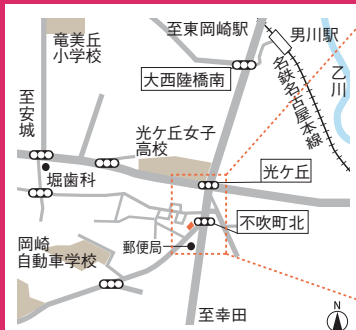 竜美丘
小学校
至東岡崎駅
男川駅
乙川
名鉄名古屋本線
大西陸橋南
至安城
光ケ丘女子
高校
堀歯科
光ケ丘
不吹町北
岡崎
自動車学校
郵便局
至幸田
N